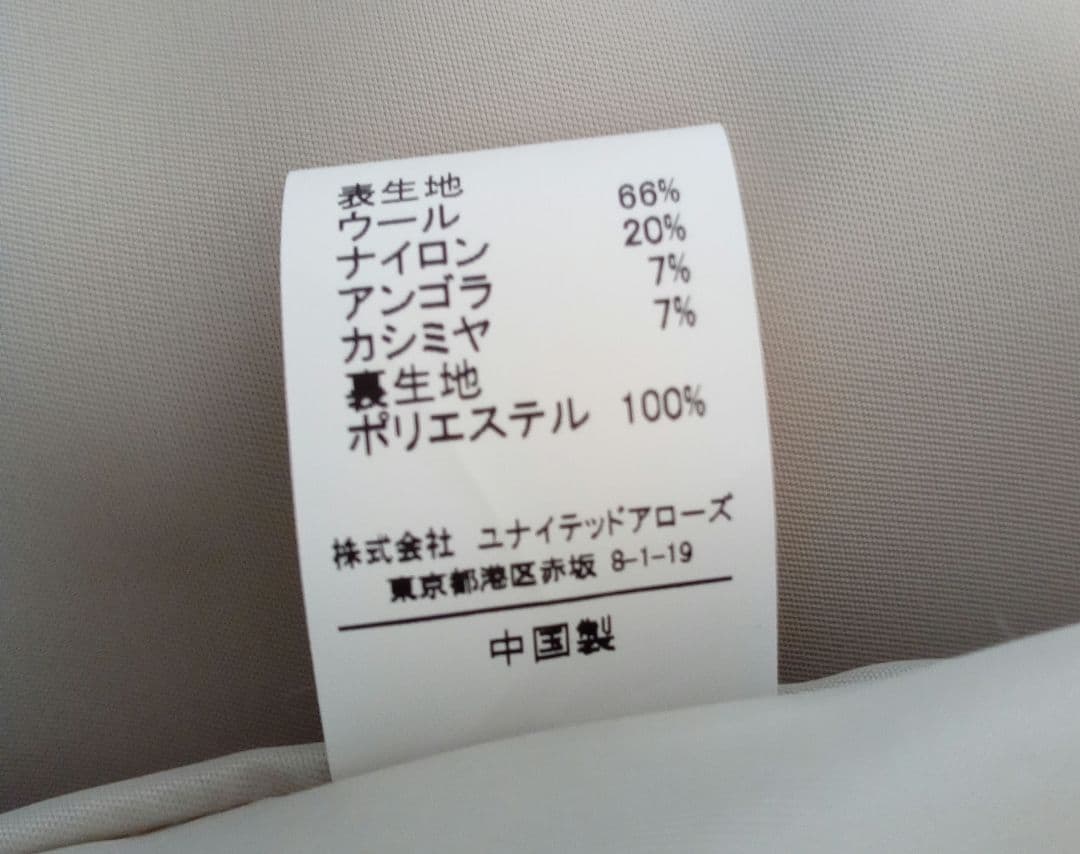 表生地
ウール 66%
ナイロン 20%
アンゴラ 7%
カシミヤ 7%
裏生地
ポリエステル 100%
株式会社 ユナイテッドアローズ
東京都港区赤坂 8-1-19
中国製